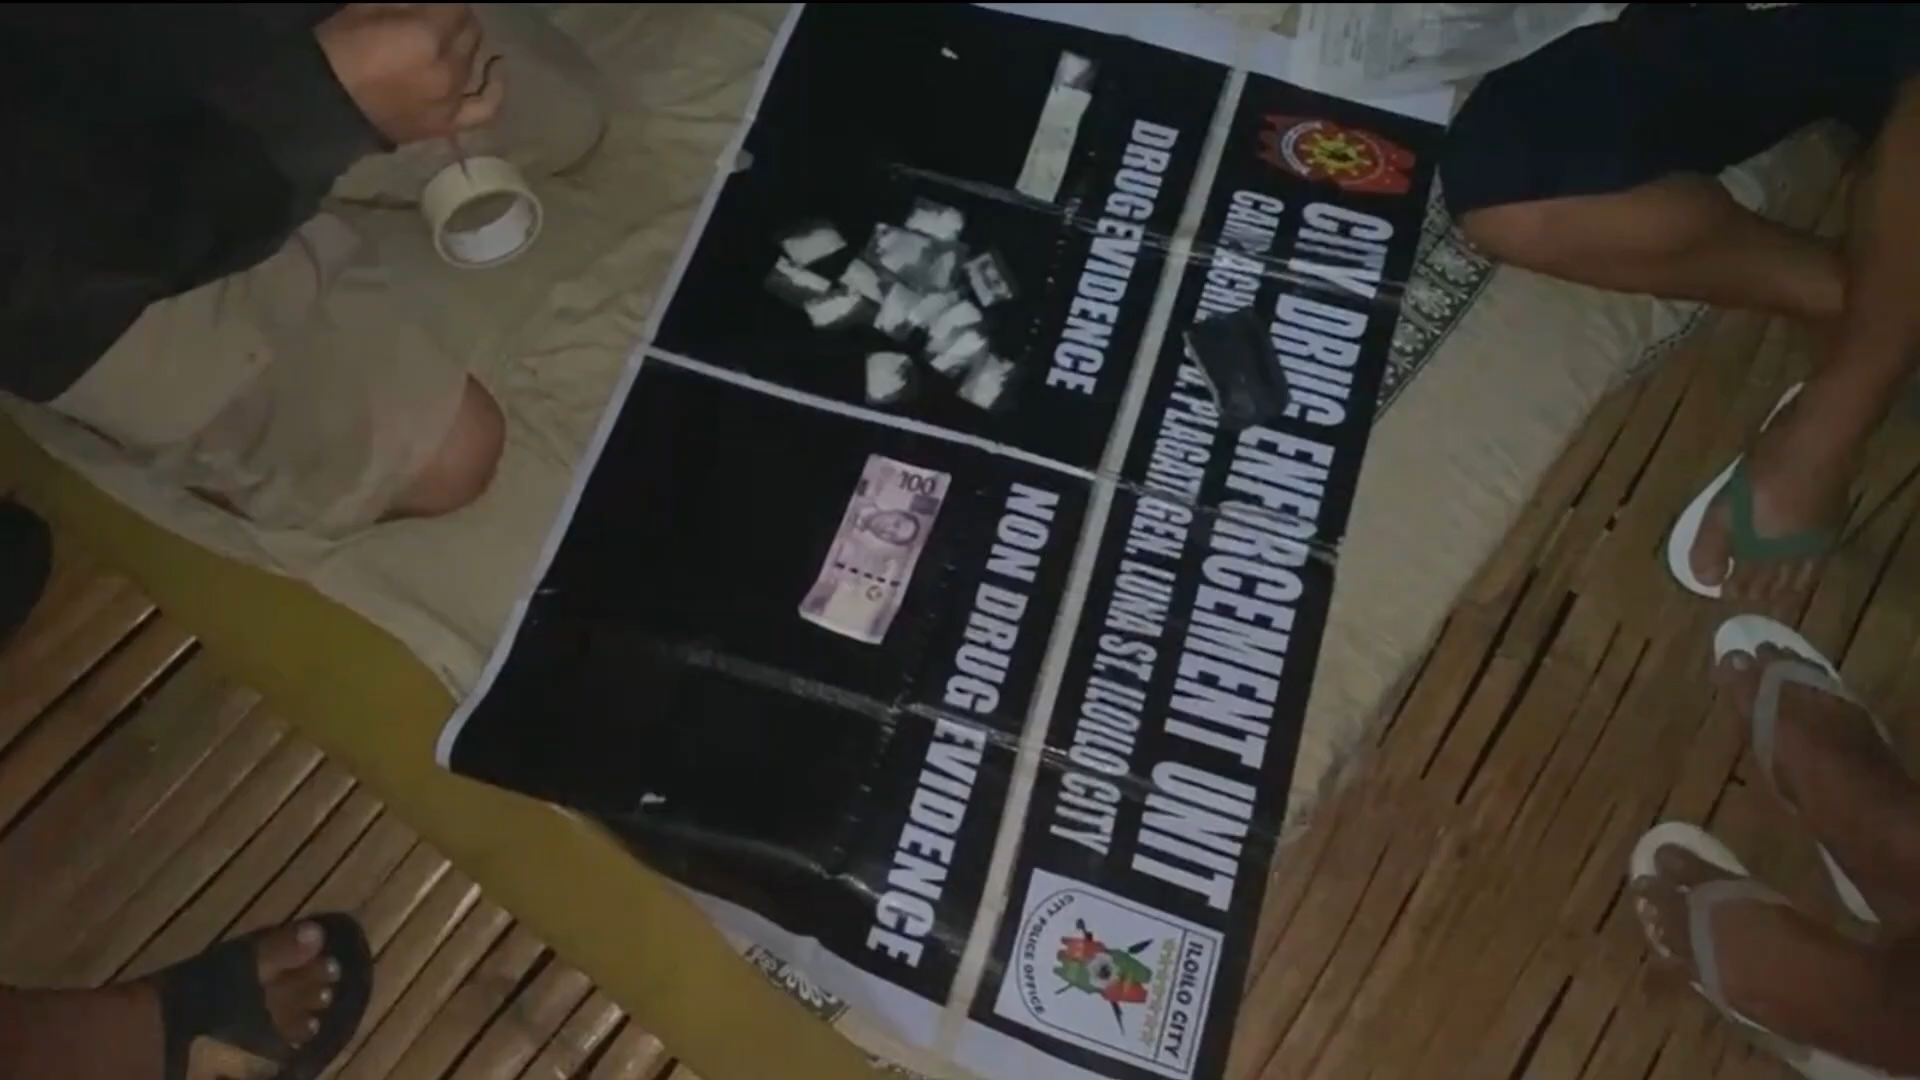 CITY DRUG ENFORCEMENT UNIT
PLAGATA GEN. LUNA ST. ILOILO CITY
DRUG EVIDENCE
NON DRUG EVIDENCE
100
ILOILO CITY
CITY POLICE OFFICE